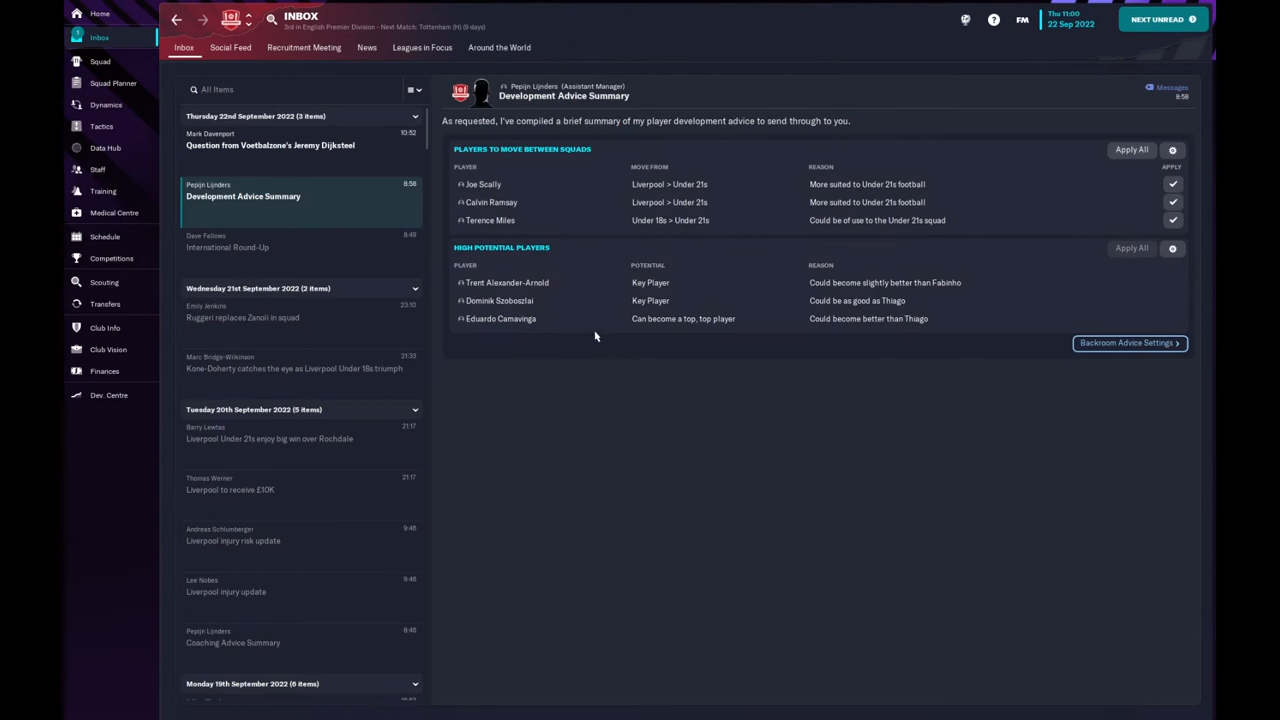 Home
INBOX
3rd in English Premier Division - Next Match: Tottenham (H) (5 days)
FM
Thu 11:00
22 Sep 2022
NEXT UNREAD
1
Inbox
Inbox
Social Feed
Recruitment Meeting
News
Leagues in Focus
Around the World
Squad
Squad Planner
Dynamics
Tactics
Data Hub
Staff
Training
Medical Centre
Schedule
Competitions
Scouting
Transfers
Club Info
Club Vision
Finances
Dev. Centre
All Items
Thursday 22nd September 2022 (3 items)
Mark Davenport
10:52
Question from Voetbalzone's Jeremy Dijksteel
Pepijn Lijnders
8:58
Development Advice Summary
Dave Fallows
8:49
International Round-Up
Wednesday 21st September 2022 (2 items)
Emily Jenkins
23:10
Ruggeri replaces Zanoli in squad
Marc Bridge-Wilkinson
21:33
Kone-Doherty catches the eye as Liverpool Under 18s triumph
Tuesday 20th September 2022 (5 items)
Barry Lewtas
21:17
Liverpool Under 21s enjoy big win over Rochdale
Thomas Werner
21:17
Liverpool to receive £10K
Andreas Schlumberger
9:46
Liverpool injury risk update
Lee Nobes
9:46
Liverpool injury update
Pepijn Lijnders
8:46
Coaching Advice Summary
Monday 19th September 2022 (6 items)
Pepijn Lijnders (Assistant Manager)
Development Advice Summary
Messages
8:58
As requested, I've compiled a brief summary of my player development advice to send through to you.
PLAYERS TO MOVE BETWEEN SQUADS
Apply All
PLAYER MOVE FROM REASON APPLY
Joe Scally Liverpool > Under 21s More suited to Under 21s football
Calvin Ramsay Liverpool > Under 21s More suited to Under 21s football
Terence Miles Under 18s > Under 21s Could be of use to the Under 21s squad
HIGH POTENTIAL PLAYERS
Apply All
PLAYER POTENTIAL REASON
Trent Alexander-Arnold Key Player Could become slightly better than Fabinho
Dominik Szoboszlai Key Player Could be as good as Thiago
Eduardo Camavinga Can become a top, top player Could become better than Thiago
Backroom Advice Settings >